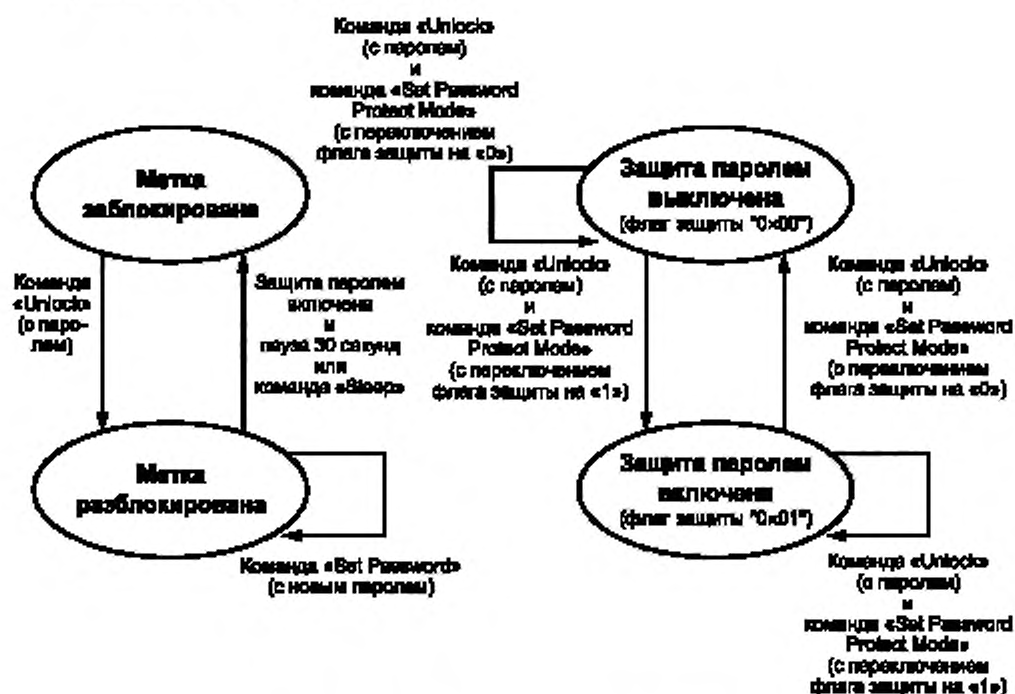 Команда «Unlock»
(с паролем)
и
команда «Set Password
Protect Mode»
(с переключением
флага защиты на «0»)
Метка
заблокирована
Защита паролем
выключена
(флаг защиты "0×00")
Команда
«Unlock»
(с паро-
лем)
Защита паролем
включена
и
пауза 30 секунд
или
команда «Sleep»
Команда «Unlock»
(с паролем)
и
команда «Set Password
Protect Mode»
(с переключением
флага защиты на «1»)
Команда «Unlock»
(с паролем)
и
команда «Set Password
Protect Mode»
(с переключением
флага защиты на «0»)
Метка
разблокирована
Защита паролем
включена
(флаг защиты "0×01")
Команда «Set Password»
(с новым паролем)
Команда «Unlock»
(с паролем)
и
команда «Set Password
Protect Mode»
(с переключением
флага защиты на «1»)